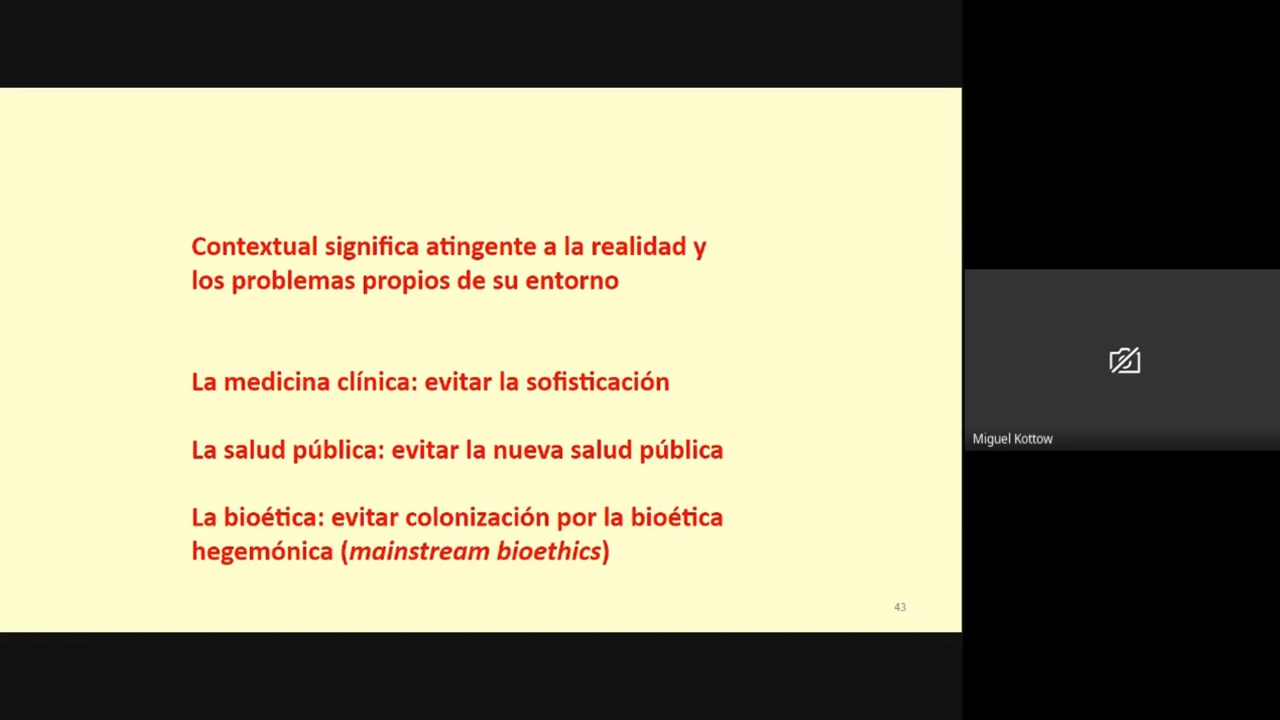 Contextual significa atingente a la realidad y
los problemas propios de su entorno
La medicina clínica: evitar la sofisticación
La salud pública: evitar la nueva salud pública
La bioética: evitar colonización por la bioética
hegemónica (mainstream bioethics)
43
Miguel Kottow